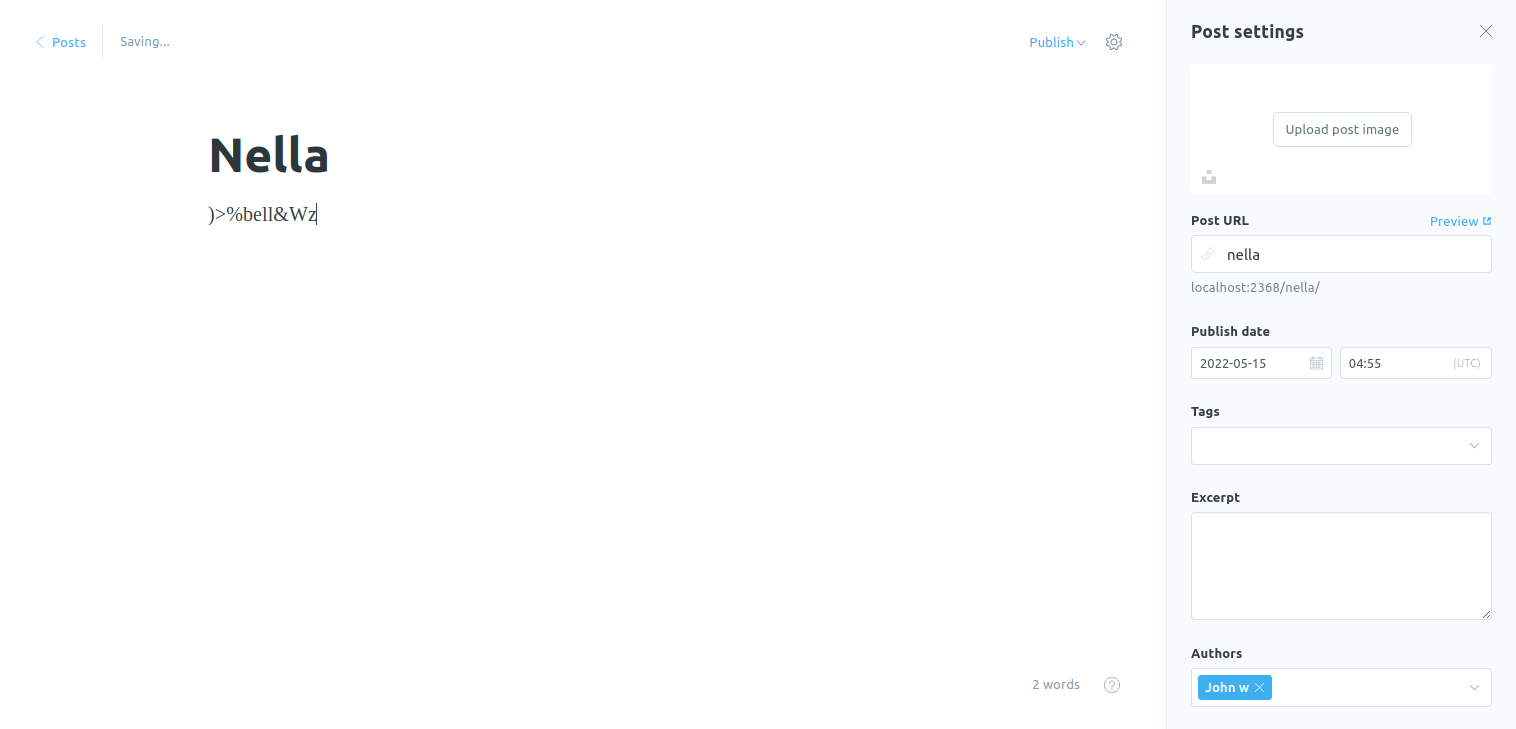 Posts
Saving...
Publish
Nella
)>%bell&Wz
2 words
Post settings
Upload post image
Post URL
Preview
nella
localhost:2368/nella/
Publish date
2022-05-15
04:55
(UTC)
Tags
Excerpt
Authors
John w